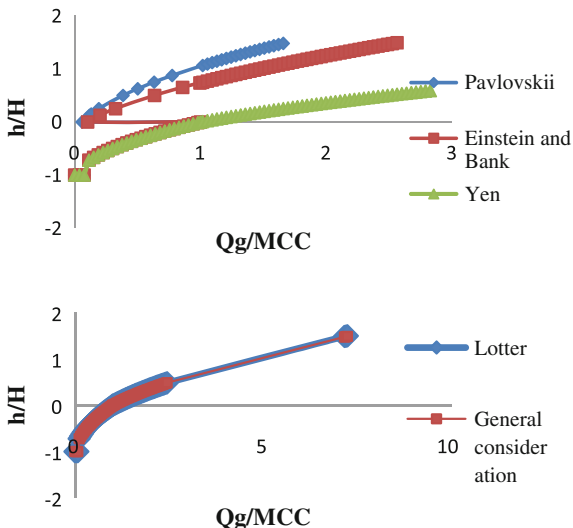 2
1
0
-1
-2
h/H
0
1
2
3
Qg/MCC
Pavlovskii
Einstein and
Bank
Yen
2
1
0
-1
-2
h/H
0
5
10
Qg/MCC
Lotter
General
consider
ation